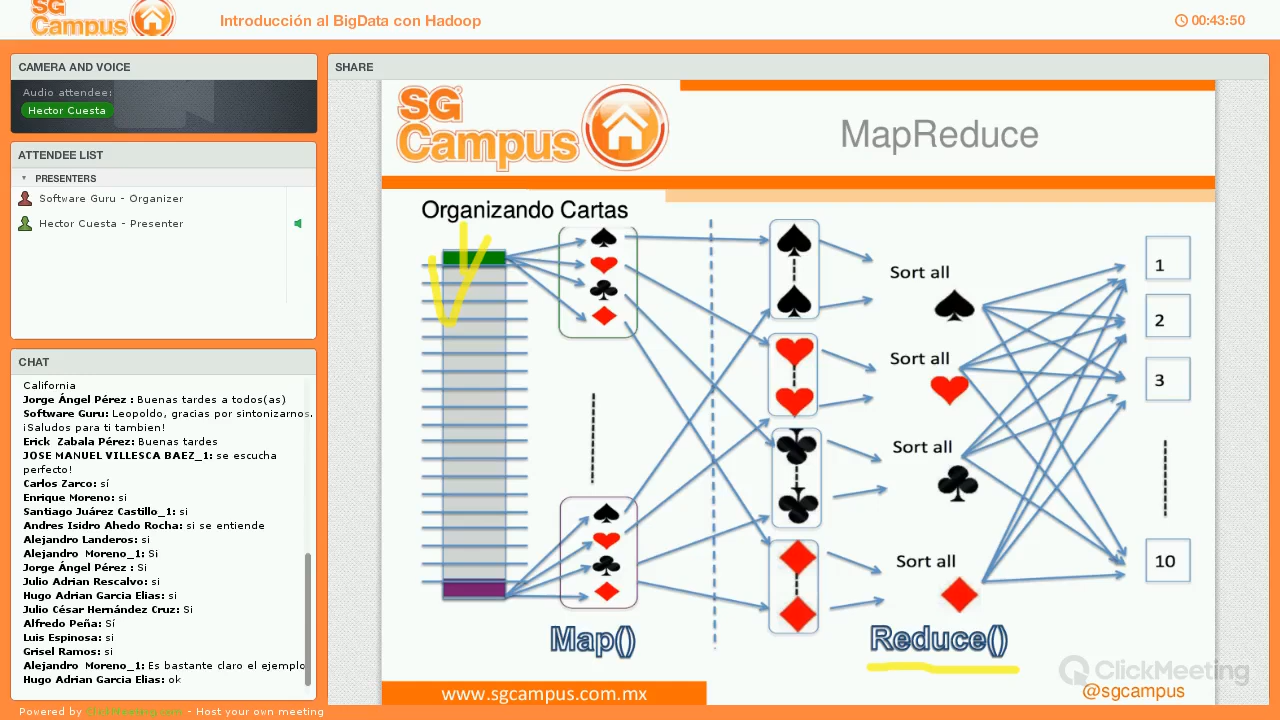 SG
Campus
Introducción al BigData con Hadoop
00:43:50
CAMERA AND VOICE
Audio attendee:
Hector Cuesta
ATTENDEE LIST
PRESENTERS
Software Guru - Organizer
Hector Cuesta - Presenter
CHAT
California
Jorge Ángel Pérez : Buenas tardes a todos(as)
Software Guru: Leopoldo, gracias por sintonizarnos.
¡Saludos para ti tambien!
Erick Zabala Pérez: Buenas tardes
JOSE MANUEL VILLESCA BAEZ_1: se escucha
perfecto!
Carlos Zarco: sí
Enrique Moreno: si
Santiago Juárez Castillo_1: si
Andres Isidro Ahedo Rocha: si se entiende
Alejandro Landeros: si
Alejandro Moreno_1: Si
Jorge Ángel Pérez : Si
Julio Adrian Rescalvo: si
Hugo Adrian Garcia Elias: si
Julio César Hernández Cruz: Si
Alfredo Peña: Sí
Luis Espinosa: si
Grisel Ramos: si
Alejandro Moreno_1: Es bastante claro el ejemplo
Hugo Adrian Garcia Elias: ok
Powered by ClickMeeting.com - Host your own meeting
SHARE
SG
Campus
MapReduce
Organizando Cartas
Sort all
Sort all
Sort all
Sort all
1
2
3
10
Map()
Reduce()
ClickMeeting
www.sgcampus.com.mx
@sgcampus